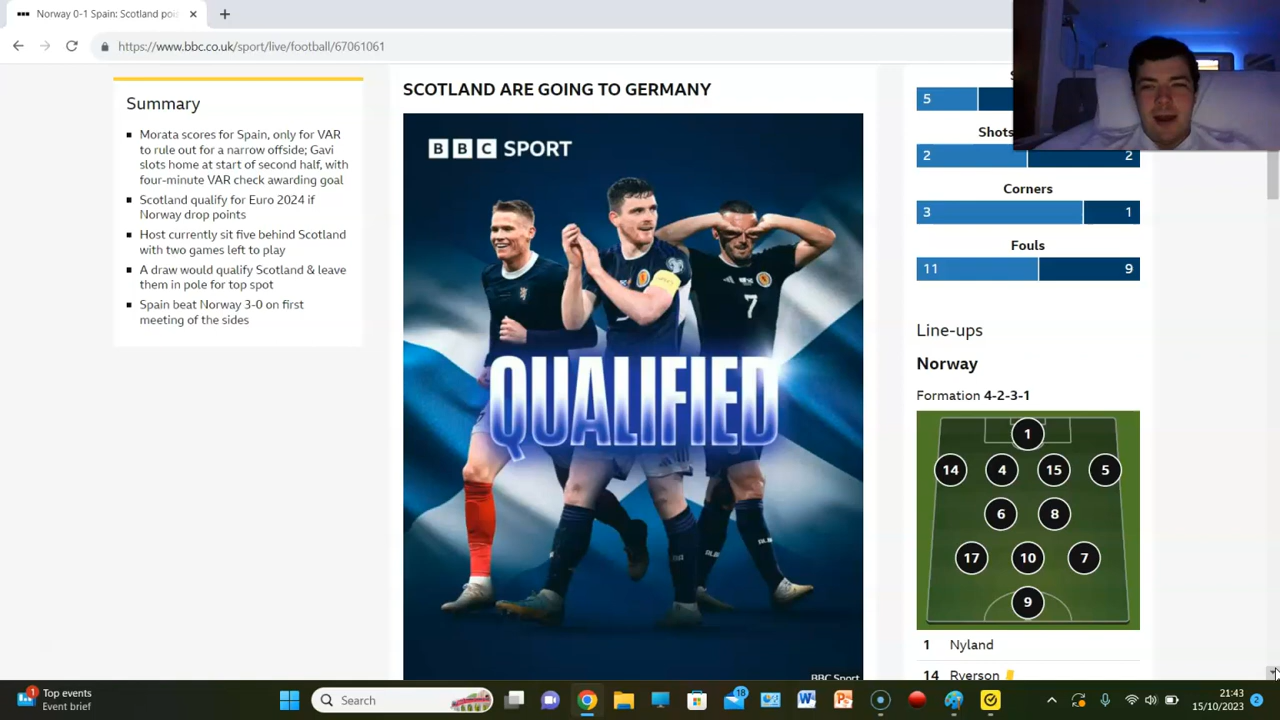 Norway 0-1 Spain: Scotland poi
https://www.bbc.co.uk/sport/live/football/67061061
Summary
Morata scores for Spain, only for VAR
to rule out for a narrow offside; Gavi
slots home at start of second half, with
four-minute VAR check awarding goal
Scotland qualify for Euro 2024 if
Norway drop points
Host currently sit five behind Scotland
with two games left to play
A draw would qualify Scotland & leave
them in pole for top spot
Spain beat Norway 3-0 on first
meeting of the sides
SCOTLAND ARE GOING TO GERMANY
BBC SPORT
7
QUALIFIED
BBC Sport
5
Shots
2 2
Corners
3 1
Fouls
11 9
Line-ups
Norway
Formation 4-2-3-1
1
14 4 15 5
6 8
17 10 7
9
1 Nyland
14 Ryerson
1
Top events
Event brief
Search
18
21:43
15/10/2023
2